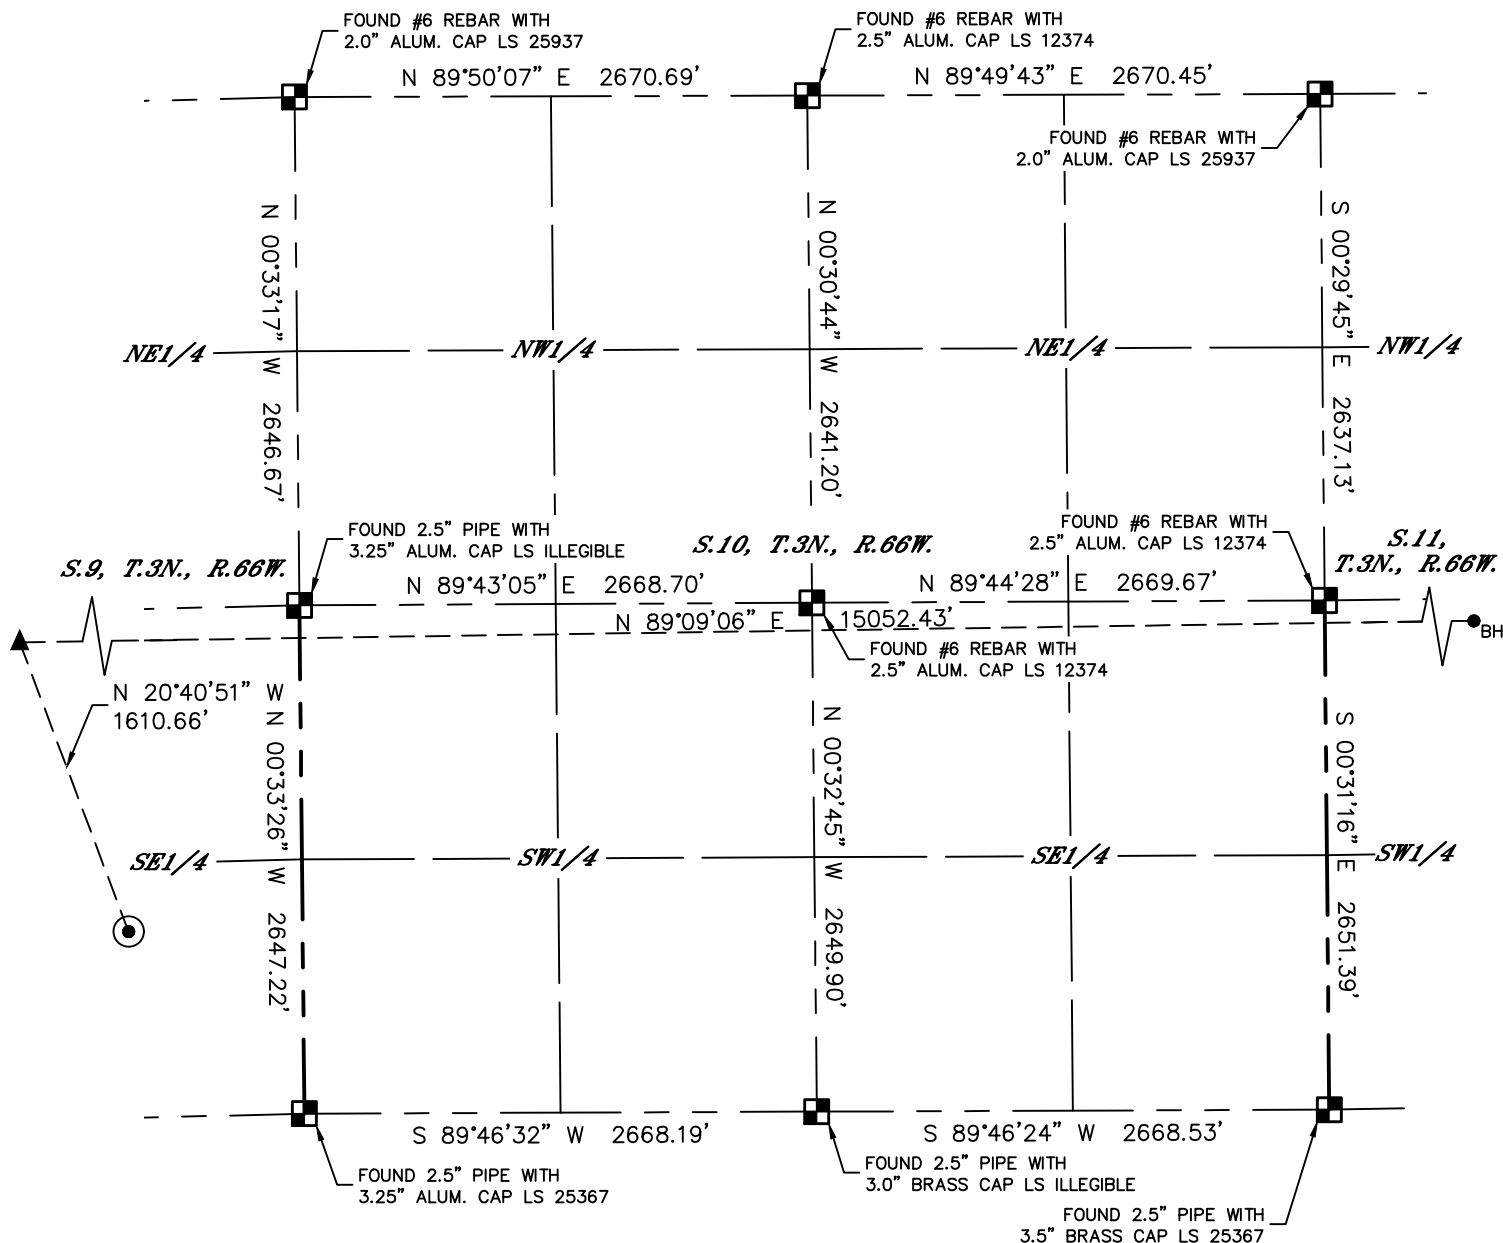 FOUND #6 REBAR WITH
2.0" ALUM. CAP LS 25937
FOUND #6 REBAR WITH
2.5" ALUM. CAP LS 12374
N 89°50'07" E 2670.69'
N 89°49'43" E 2670.45'
FOUND #6 REBAR WITH
2.0" ALUM. CAP LS 25937
N 00°33'17" W 2646.67'
N 00°30'44" W 2641.20'
S 00°29'45" E 2637.13'
NE1/4
NW1/4
NE1/4
NW1/4
FOUND 2.5" PIPE WITH
3.25" ALUM. CAP LS ILLEGIBLE
FOUND #6 REBAR WITH
2.5" ALUM. CAP LS 12374
S.9, T.3N., R.66W.
S.10, T.3N., R.66W.
S.11,
T.3N., R.66W.
N 89°43'05" E 2668.70'
N 89°44'28" E 2669.67'
N 89°09'06" E 15052.43'
BH
FOUND #6 REBAR WITH
2.5" ALUM. CAP LS 12374
N 20°40'51" W
1610.66'
N 00°33'26" W 2647.22'
N 00°32'45" W 2649.90'
S 00°31'16" E 2651.39'
SE1/4
SW1/4
SE1/4
SW1/4
S 89°46'32" W 2668.19'
S 89°46'24" W 2668.53'
FOUND 2.5" PIPE WITH
3.25" ALUM. CAP LS 25367
FOUND 2.5" PIPE WITH
3.0" BRASS CAP LS ILLEGIBLE
FOUND 2.5" PIPE WITH
3.5" BRASS CAP LS 25367